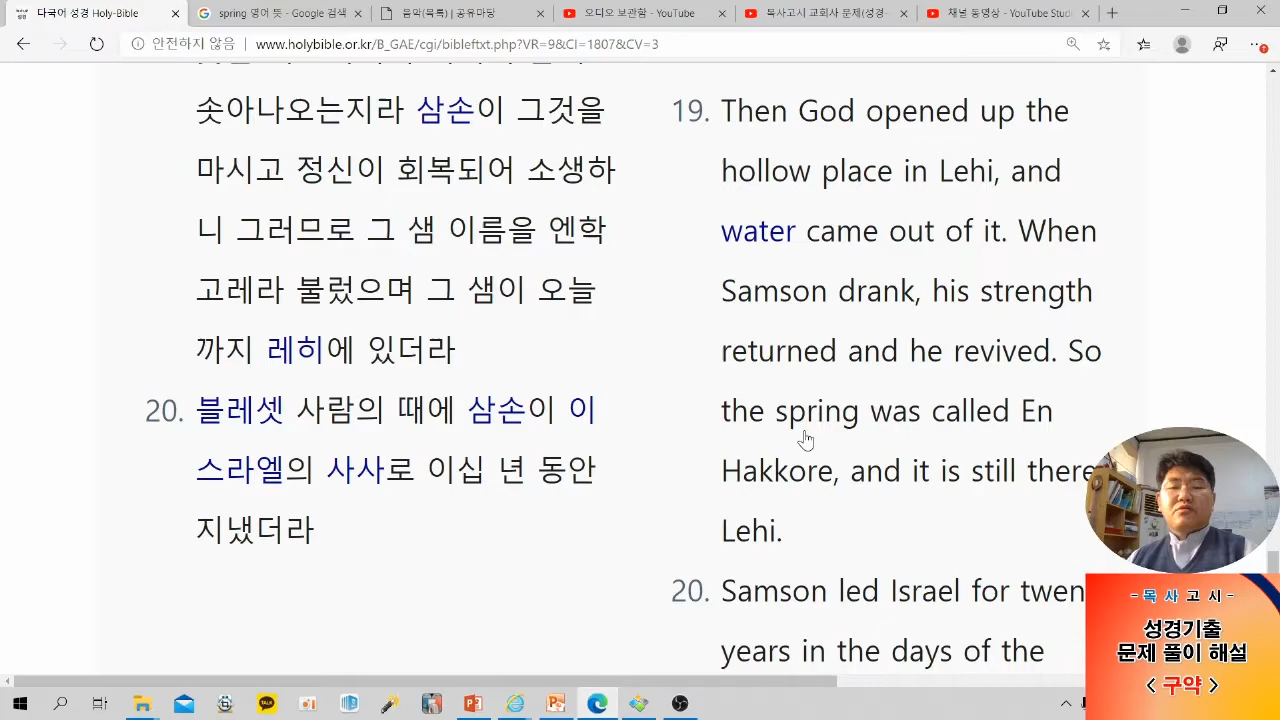 다국어 성경 Holy-Bible
spring 영어 뜻 - Google 검색
음악(목록) | 공유마당
오디오 보관함 - YouTube
목사고시 교회사 문제(성경-
채널 동영상 - YouTube Stud
안전하지 않음
www.holybible.or.kr/B_GAE/cgi/bibleftxt.php?VR=9&CI=1807&CV=3
솟아나오는지라 삼손이 그것을
마시고 정신이 회복되어 소생하
니 그러므로 그 샘 이름을 엔학
고레라 불렀으며 그 샘이 오늘
까지 레히에 있더라
20. 블레셋 사람의 때에 삼손이 이
스라엘의 사사로 이십 년 동안
지냈더라
19. Then God opened up the
hollow place in Lehi, and
water came out of it. When
Samson drank, his strength
returned and he revived. So
the spring was called En
Hakkore, and it is still there
Lehi.
20. Samson led Israel for twen
years in the days of the
- 목 사 고 시 -
성경기출
문제 풀이 해설
< 구약 >
TALK